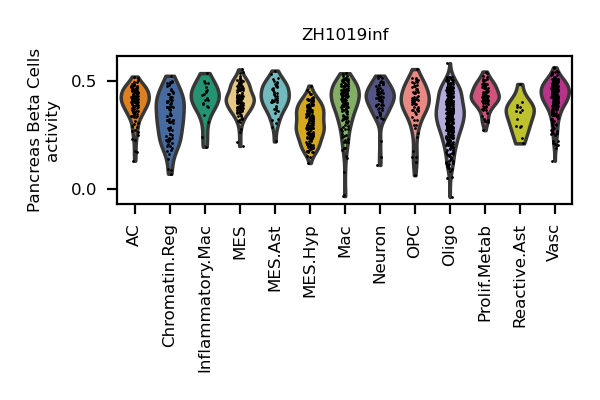 ZH1019inf
Pancreas Beta Cells
activity
0.5
0.0
AC
Chromatin.Reg
Inflammatory.Mac
MES
MES.Ast
MES.Hyp
Mac
Neuron
OPC
Oligo
Prolif.Metab
Reactive.Ast
Vasc